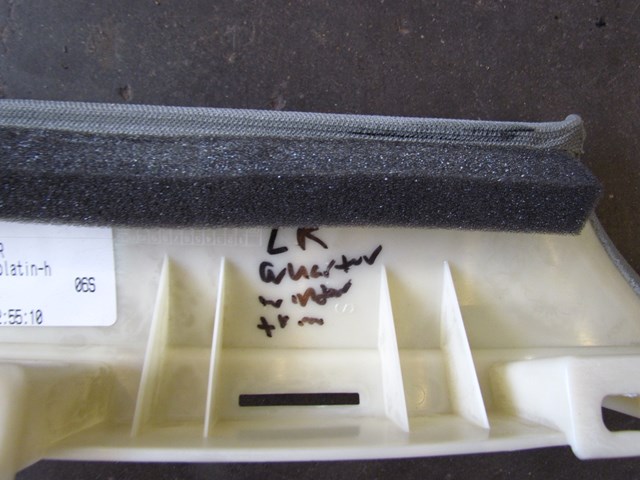 R
platin-h
06S
:55:10
LR
Quarter
window
trim